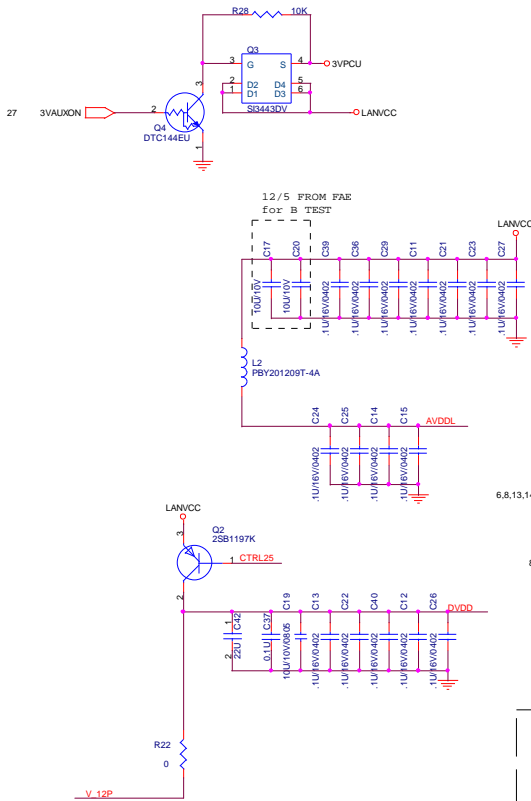 R28 10K
Q3
3 G S 4 3VPCU
2 D2 D4 5
1 D1 D3 6
SI3443DV
LANVCC
27 3VAUXON 2
3
Q4
DTC144EU
1
12/5 FROM FAE
for B TEST
LANVCC
C17 C20 C39 C36 C29 C11 C21 C23 C27
10U/10V 10U/10V .1U/16V/0402 .1U/16V/0402 .1U/16V/0402 .1U/16V/0402 .1U/16V/0402 .1U/16V/0402 .1U/16V/0402
L2
PBY201209T-4A
C24 C25 C14 C15 AVDDL
.1U/16V/0402 .1U/16V/0402 .1U/16V/0402 .1U/16V/0402
6,8,13,14
8
LANVCC
3
Q2
2SB1197K
1 CTRL25
2
C42 C37 C19 C13 C22 C40 C12 C26 DVDD
1
2
22U 0.1U 10U/10V/0805 .1U/16V/0402 .1U/16V/0402 .1U/16V/0402 .1U/16V/0402 .1U/16V/0402
R22
0
V_12P